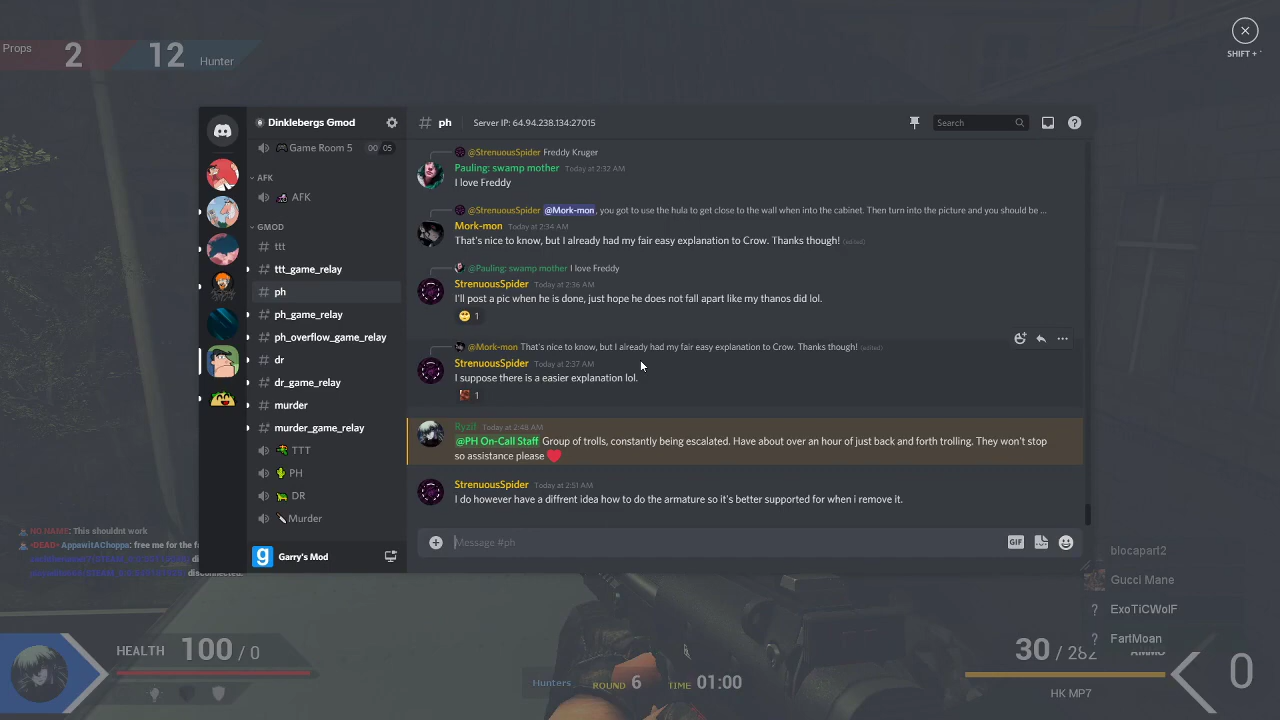 Props 2 12 Hunter
SHIFT + `
Dinklebergs Gmod
# ph Server IP: 64.94.238.134:27015
Search
Game Room 5 00 05
AFK
AFK
GMOD
ttt
ttt_game_relay
ph
ph_game_relay
ph_overflow_game_relay
dr
dr_game_relay
murder
murder_game_relay
TTT
PH
DR
Murder
Garry's Mod
@StrenuousSpider Freddy Kruger
Pauling: swamp mother Today at 2:32 AM
I love Freddy
@StrenuousSpider @Mork-mon, you got to use the hula to get close to the wall when into the cabinet. Then turn into the picture and you should be ...
Mork-mon Today at 2:34 AM
That's nice to know, but I already had my fair easy explanation to Crow. Thanks though! (edited)
@Pauling: swamp mother I love Freddy
StrenuousSpider Today at 2:36 AM
I'll post a pic when he is done, just hope he does not fall apart like my thanos did lol.
1
@Mork-mon That's nice to know, but I already had my fair easy explanation to Crow. Thanks though! (edited)
StrenuousSpider Today at 2:37 AM
I suppose there is a easier explanation lol.
1
Ryzii Today at 2:48 AM
@PH On-Call Staff Group of trolls, constantly being escalated. Have about over an hour of just back and forth trolling. They won't stop
so assistance please
StrenuousSpider Today at 2:51 AM
I do however have a diffrent idea how to do the armature so it's better supported for when i remove it.
Message #ph
GIF
NO NAME: This shouldnt work
*DEAD* AppawitAChoppa: free me for the f
disconnected.
blocapart2
Gucci Mane
? ExoTiCWolF
? FartMoan
HEALTH 100 / 0
Hunters ROUND 6 TIME 01:00
30 / 282 AMMO
HK MP7
0